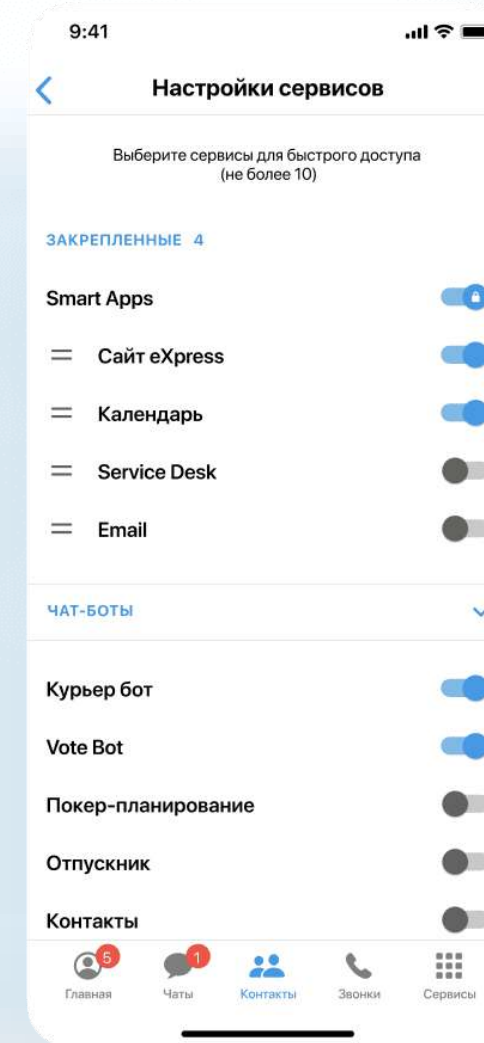 9:41
Настройки сервисов
Выберите сервисы для быстрого доступа
(не более 10)
ЗАКРЕПЛЕННЫЕ 4
Smart Apps
Сайт eXpress
Календарь
Service Desk
Email
ЧАТ-БОТЫ
Курьер бот
Vote Bot
Покер-планирование
Отпускник
Контакты
5 1
Главная Чаты Контакты Звонки Сервисы